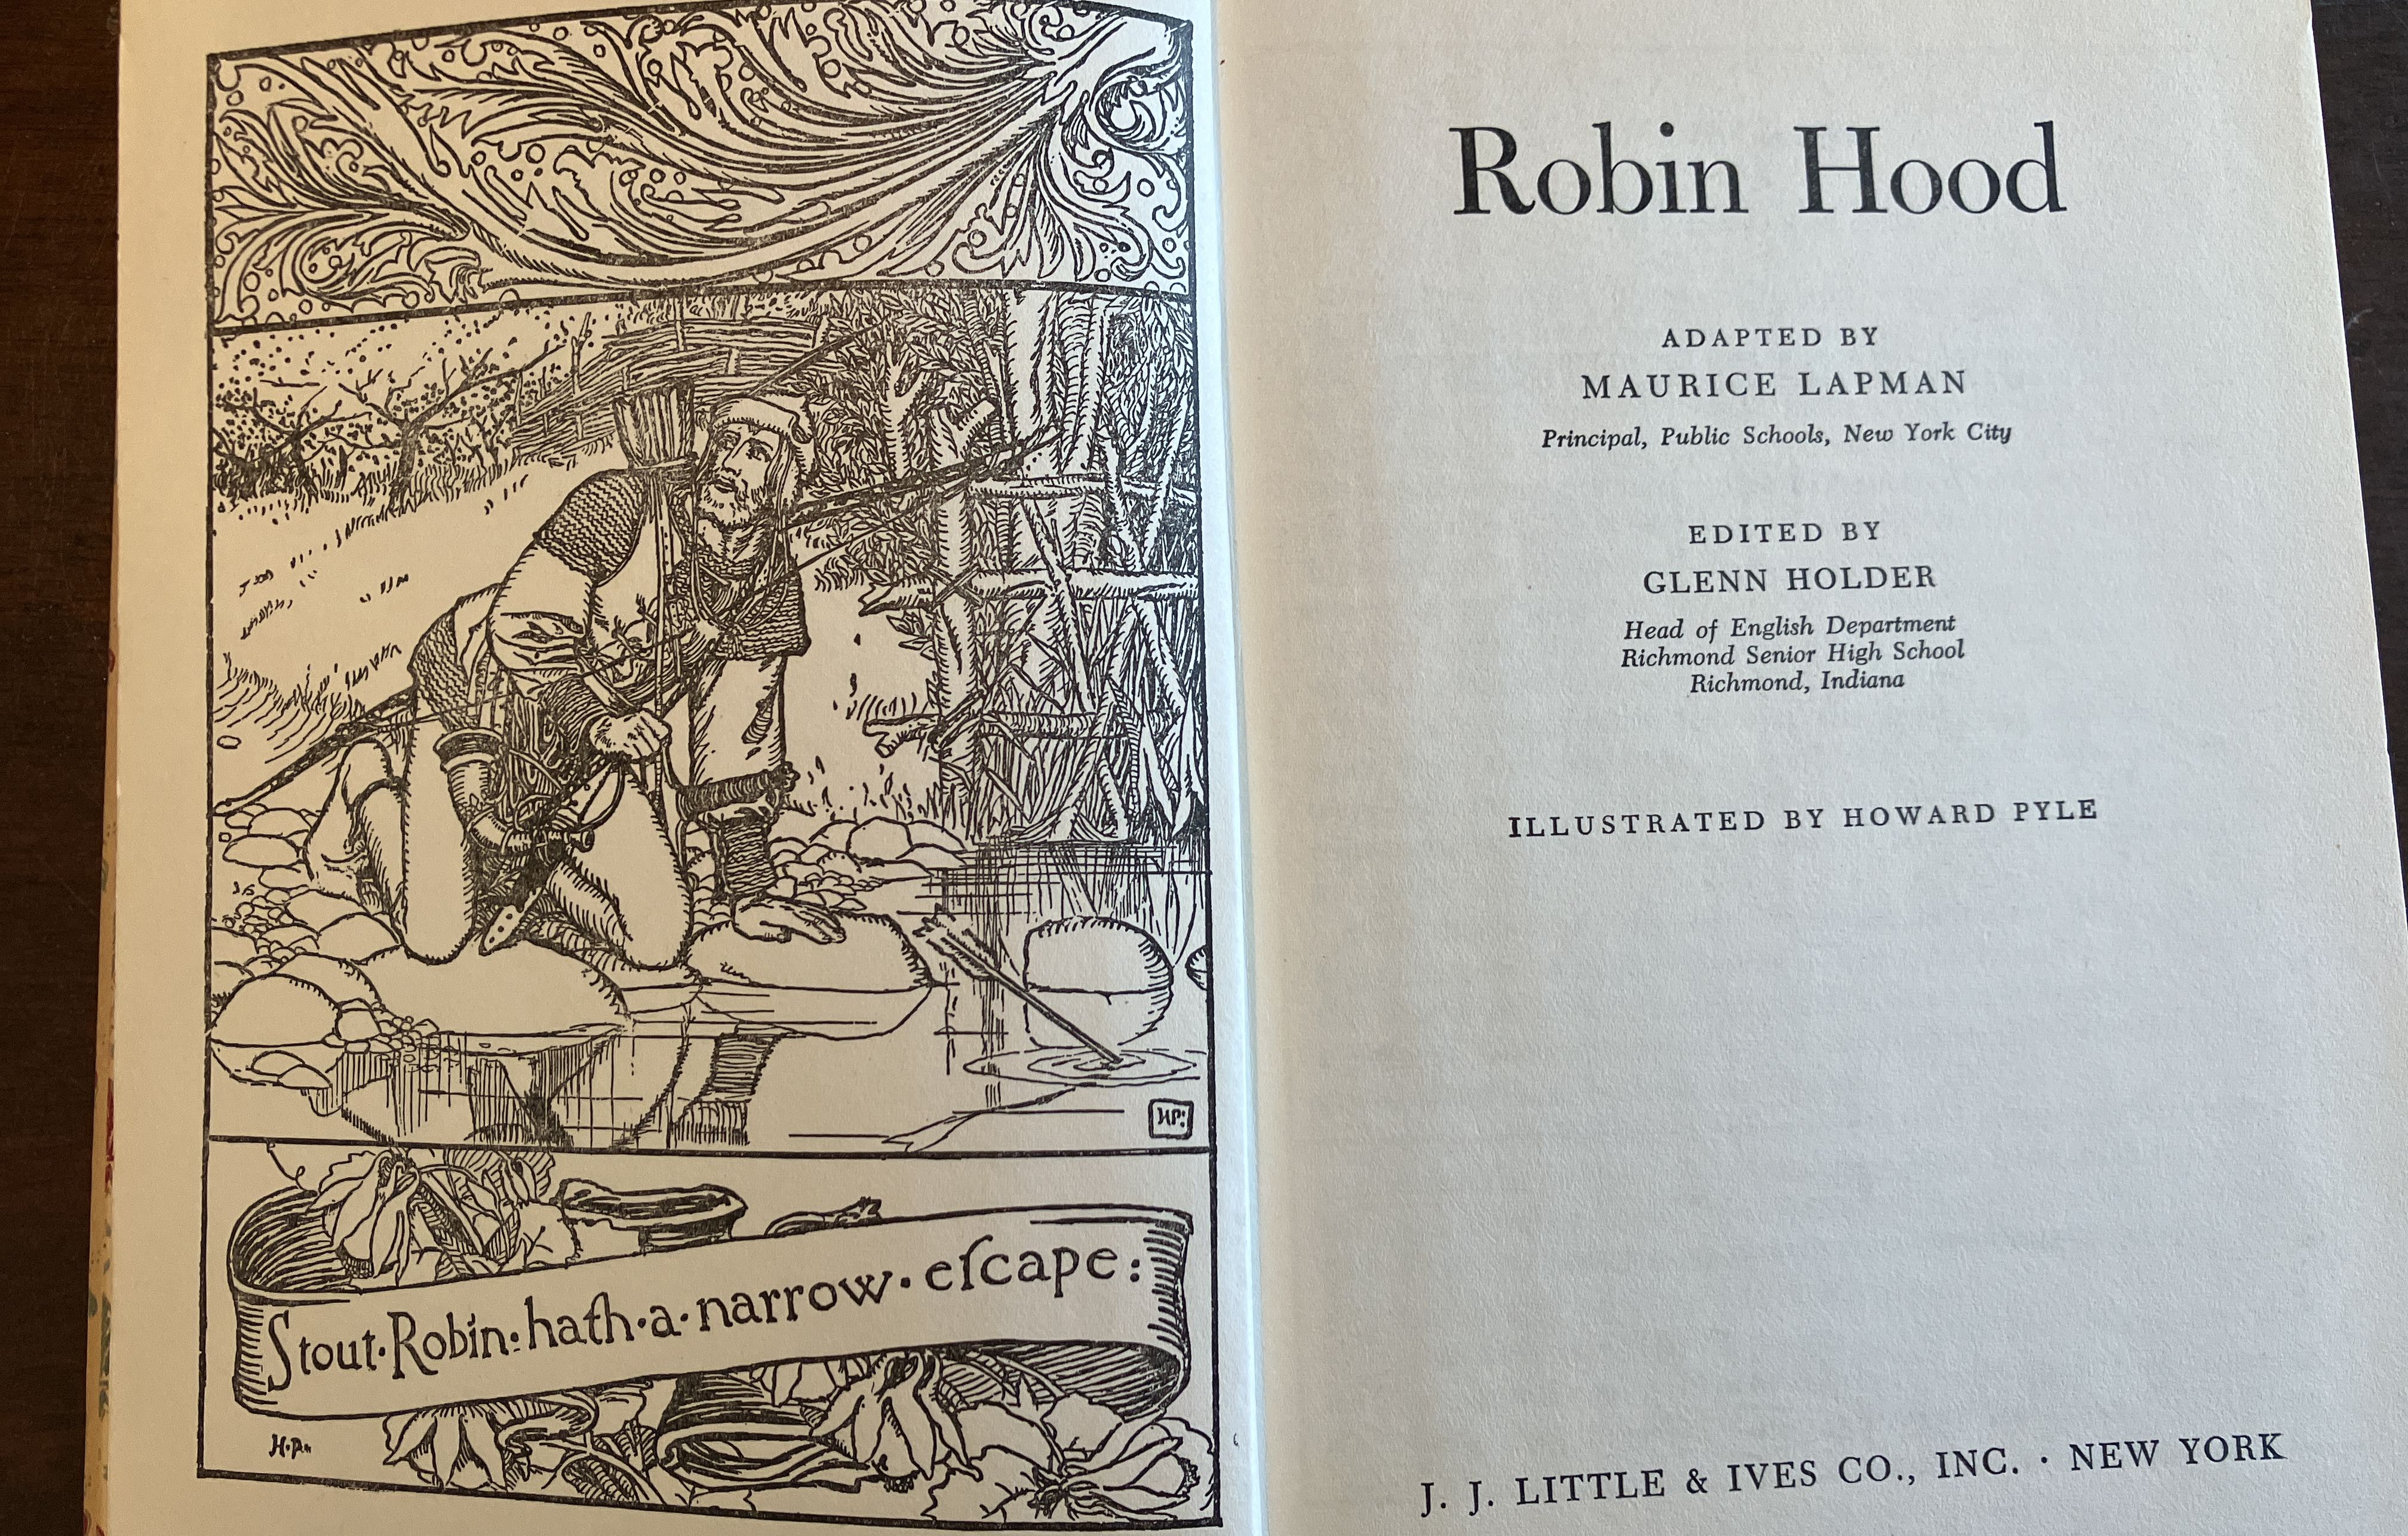 HP:
Stout·Robin:hath·a·narrow·eſcape:
H·P·
Robin Hood
ADAPTED BY
MAURICE LAPMAN
Principal, Public Schools, New York City
EDITED BY
GLENN HOLDER
Head of English Department
Richmond Senior High School
Richmond, Indiana
ILLUSTRATED BY HOWARD PYLE
J. J. LITTLE & IVES CO., INC. · NEW YORK